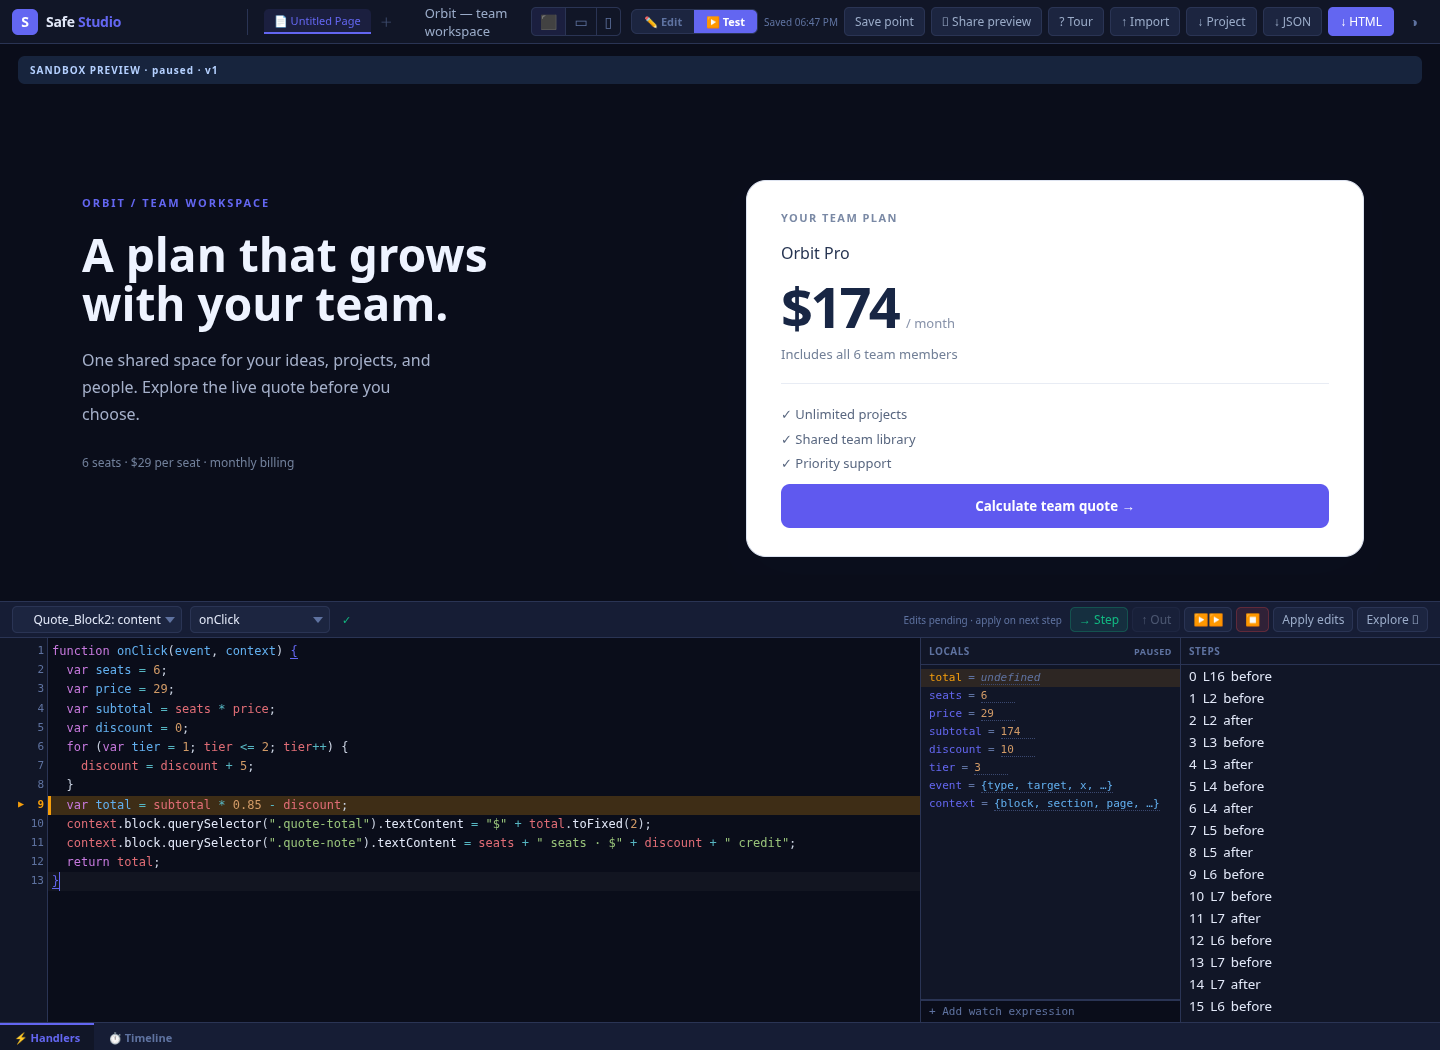 S Safe Studio
📄 Untitled Page +
Orbit — team workspace
✏️ Edit ▶️ Test Saved 06:47 PM Save point Share preview ? Tour ↑ Import ↓ Project ↓ JSON ↓ HTML
SANDBOX PREVIEW · paused · v1
ORBIT / TEAM WORKSPACE
A plan that grows
with your team.
One shared space for your ideas, projects, and
people. Explore the live quote before you
choose.
6 seats · $29 per seat · monthly billing
YOUR TEAM PLAN
Orbit Pro
$174 / month
Includes all 6 team members
✓ Unlimited projects
✓ Shared team library
✓ Priority support
Calculate team quote →
Quote_Block2: content onClick ✓
Edits pending · apply on next step → Step ↑ Out ▶️▶️ ⏹️ Apply edits Explore
1 function onClick(event, context) {
2 var seats = 6;
3 var price = 29;
4 var subtotal = seats * price;
5 var discount = 0;
6 for (var tier = 1; tier <= 2; tier++) {
7 discount = discount + 5;
8 }
▶ 9 var total = subtotal * 0.85 - discount;
10 context.block.querySelector(".quote-total").textContent = "$" + total.toFixed(2);
11 context.block.querySelector(".quote-note").textContent = seats + " seats · $" + discount + " credit";
12 return total;
13 }
LOCALS PAUSED
total = undefined
seats = 6
price = 29
subtotal = 174
discount = 10
tier = 3
event = {type, target, x, …}
context = {block, section, page, …}
+ Add watch expression
STEPS
0 L16 before
1 L2 before
2 L2 after
3 L3 before
4 L3 after
5 L4 before
6 L4 after
7 L5 before
8 L5 after
9 L6 before
10 L7 before
11 L7 after
12 L6 before
13 L7 before
14 L7 after
15 L6 before
⚡ Handlers ⏱️ Timeline